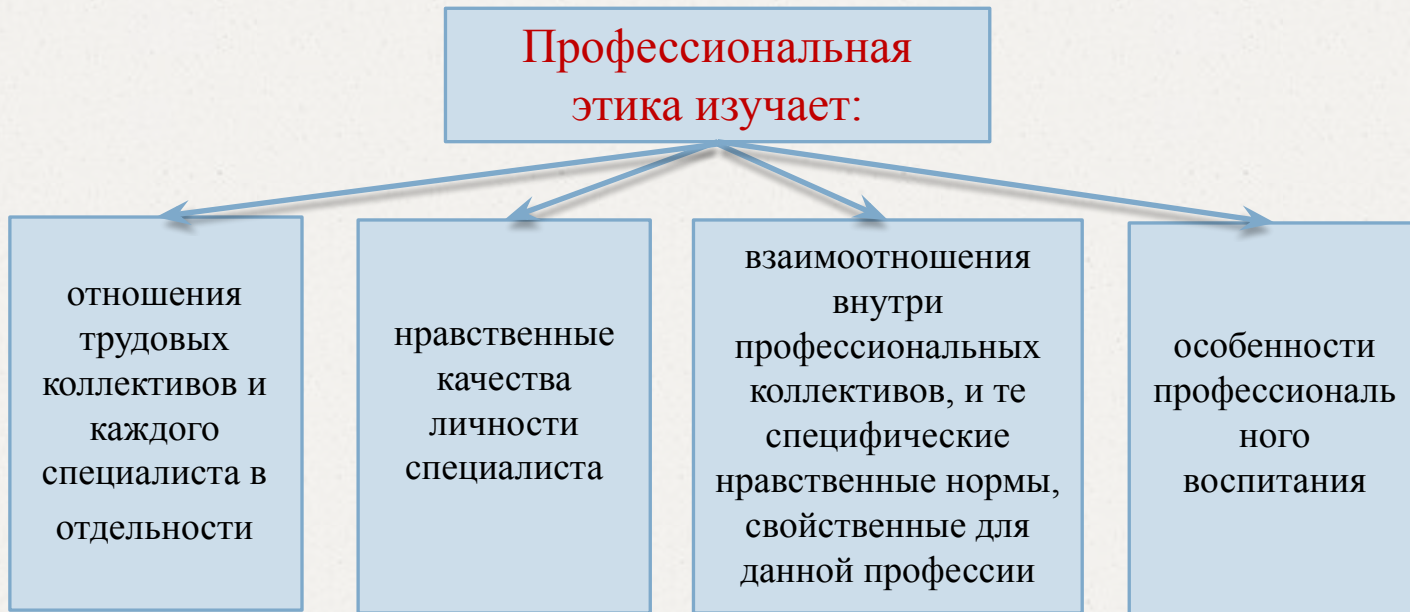 Профессиональная
этика изучает:
отношения
трудовых
коллективов и
каждого
специалиста в
отдельности
нравственные
качества
личности
специалиста
взаимоотношения
внутри
профессиональных
коллективов, и те
специфические
нравственные нормы,
свойственные для
данной профессии
особенности
профессиональ
ного
воспитания